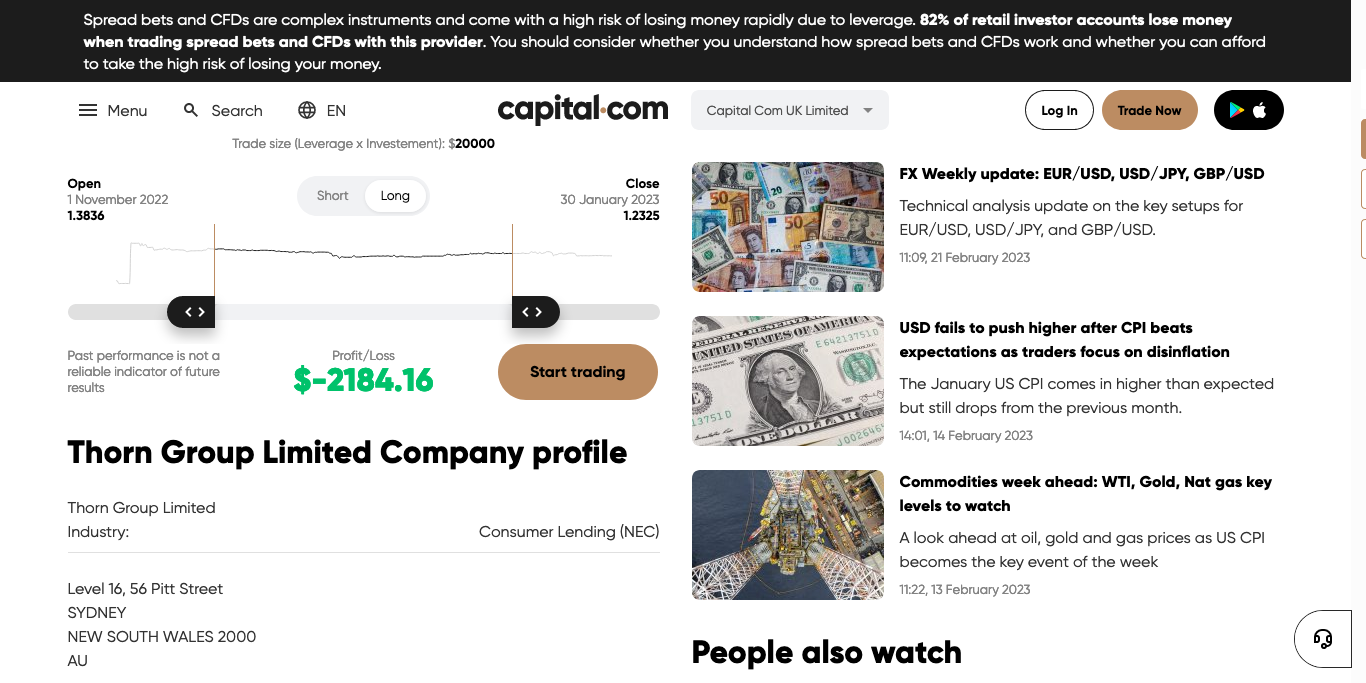 Spread bets and CFDs are complex instruments and come with a high risk of losing money rapidly due to leverage. 82% of retail investor accounts lose money
when trading spread bets and CFDs with this provider. You should consider whether you understand how spread bets and CFDs work and whether you can afford
to take the high risk of losing your money.
Menu
Search
EN
capital.com
Capital Com UK Limited
Log In
Trade Now
Trade size (Leverage x Investement): $20000
Open
1 November 2022
1.3836
Short
Long
Close
30 January 2023
1.2325
Past performance is not a
reliable indicator of future
results
Profit/Loss
$-2184.16
Start trading
Thorn Group Limited Company profile
Thorn Group Limited
Industry:
Consumer Lending (NEC)
Level 16, 56 Pitt Street
SYDNEY
NEW SOUTH WALES 2000
AU
FX Weekly update: EUR/USD, USD/JPY, GBP/USD
Technical analysis update on the key setups for
EUR/USD, USD/JPY, and GBP/USD.
11:09, 21 February 2023
UNITED STATES OF AMERICA
E 64213751 D
WASHINGTON, D.C.
13751 D
ONE DOLLAR
USD fails to push higher after CPI beats
expectations as traders focus on disinflation
The January US CPI comes in higher than expected
but still drops from the previous month.
14:01, 14 February 2023
Commodities week ahead: WTI, Gold, Nat gas key
levels to watch
A look ahead at oil, gold and gas prices as US CPI
becomes the key event of the week
11:22, 13 February 2023
People also watch